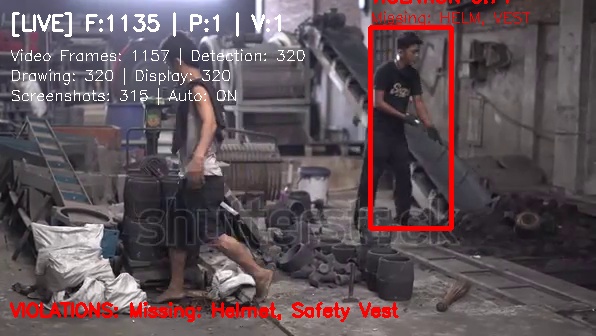 [LIVE] F:1135 | P:1 | V:1
Missing: HELM, VEST
Video Frames: 1157 | Detection: 320
Drawing: 320 | Display: 320
Screenshots: 315 | Auto: ON
shutterstock
VIOLATIONS: Missing: Helmet, Safety Vest